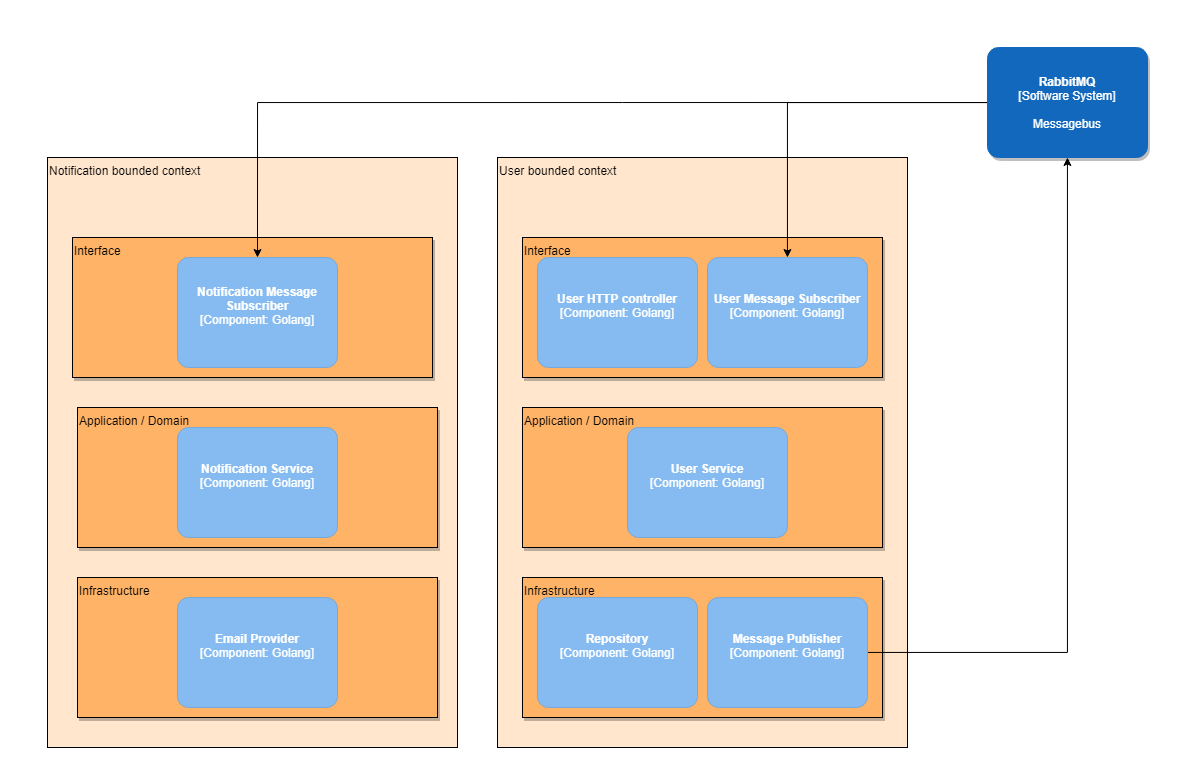 RabbitMQ
[Software System]
Messagebus
Notification bounded context
Interface
Notification Message
Subscriber
[Component: Golang]
Application / Domain
Notification Service
[Component: Golang]
Infrastructure
Email Provider
[Component: Golang]
User bounded context
Interface
User HTTP controller
[Component: Golang]
User Message Subscriber
[Component: Golang]
Application / Domain
User Service
[Component: Golang]
Infrastructure
Repository
[Component: Golang]
Message Publisher
[Component: Golang]